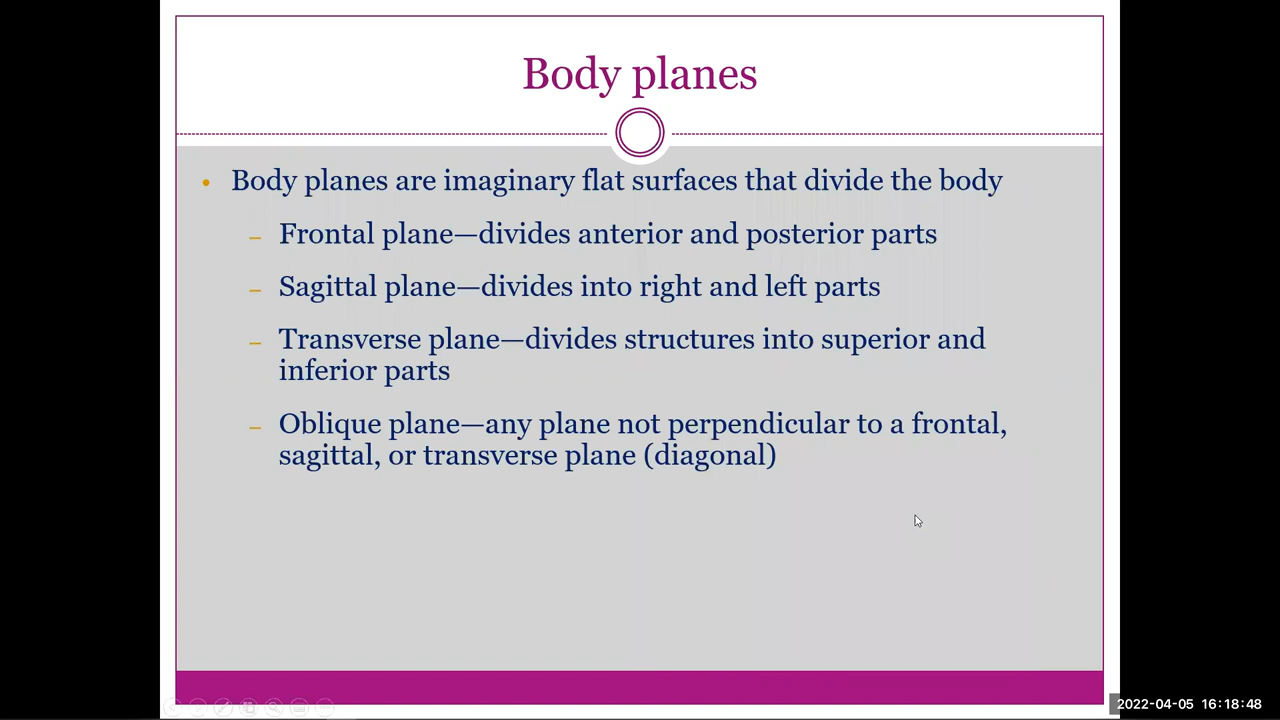 Body planes
• Body planes are imaginary flat surfaces that divide the body
– Frontal plane—divides anterior and posterior parts
– Sagittal plane—divides into right and left parts
– Transverse plane—divides structures into superior and
inferior parts
– Oblique plane—any plane not perpendicular to a frontal,
sagittal, or transverse plane (diagonal)
2022-04-05 16:18:48